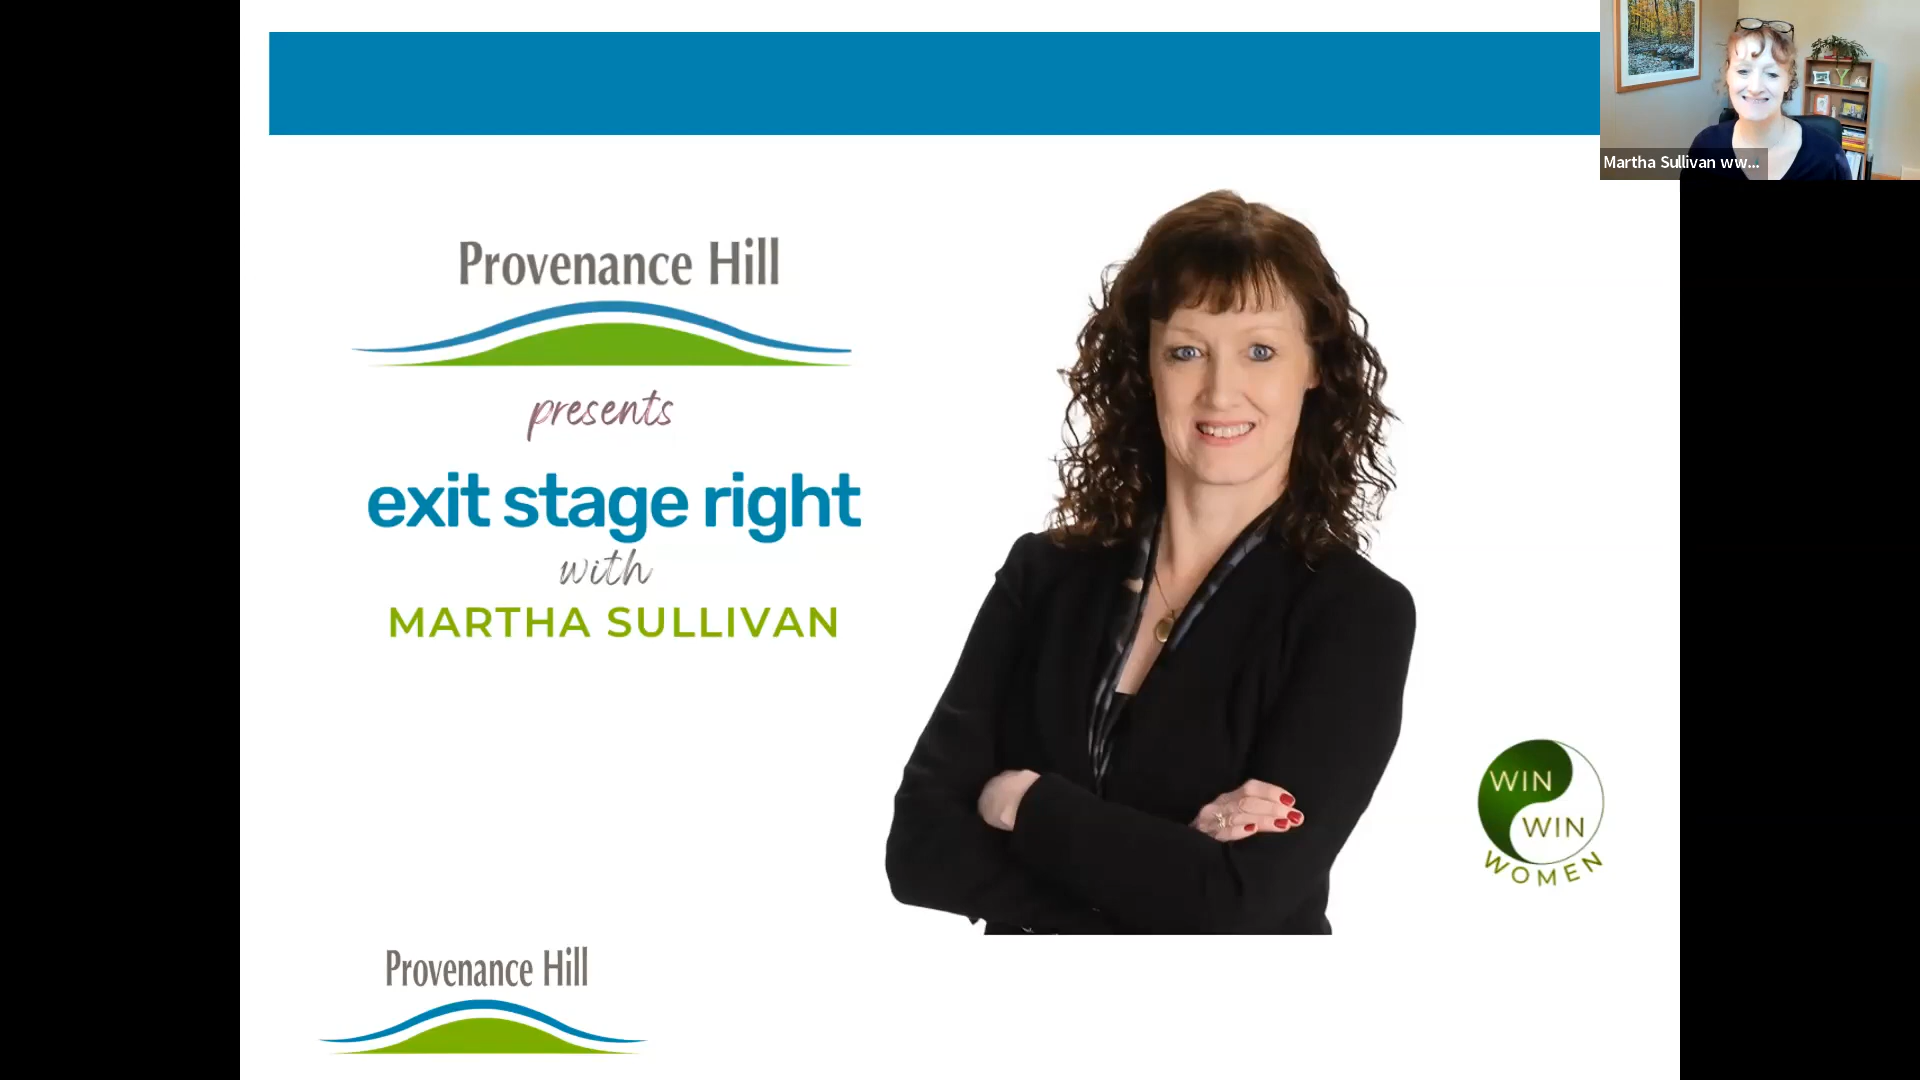 Martha Sullivan ww...
Provenance Hill
presents
exit stage right
with
MARTHA SULLIVAN
WIN
WIN
WOMEN
Provenance Hill